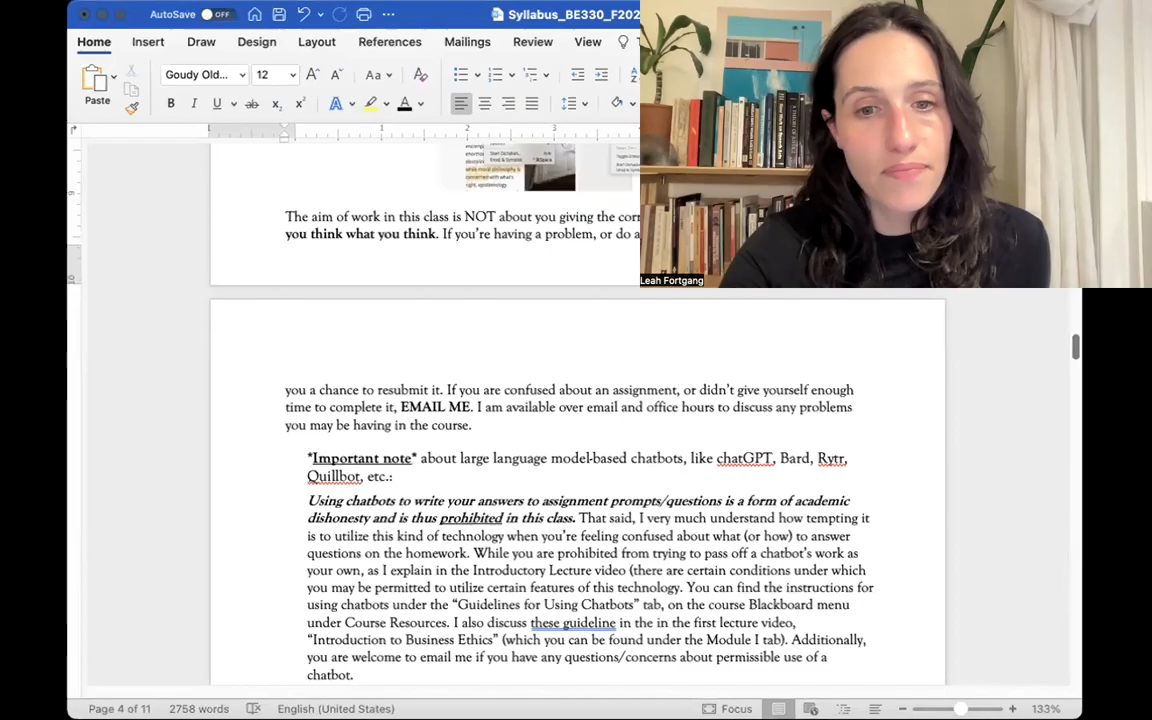 AutoSave OFF
Syllabus_BE330_F202
Home Insert Draw Design Layout References Mailings Review View
Paste Goudy Old... 12
The aim of work in this class is NOT about you giving the corr
you think what you think. If you're having a problem, or do a
Leah Fortgang
you a chance to resubmit it. If you are confused about an assignment, or didn't give yourself enough
time to complete it, EMAIL ME. I am available over email and office hours to discuss any problems
you may be having in the course.
*Important note* about large language model-based chatbots, like chatGPT, Bard, Rytr,
Quillbot, etc.:
Using chatbots to write your answers to assignment prompts/questions is a form of academic
dishonesty and is thus prohibited in this class. That said, I very much understand how tempting it
is to utilize this kind of technology when you're feeling confused about what (or how) to answer
questions on the homework. While you are prohibited from trying to pass off a chatbot's work as
your own, as I explain in the Introductory Lecture video (there are certain conditions under which
you may be permitted to utilize certain features of this technology. You can find the instructions for
using chatbots under the "Guidelines for Using Chatbots" tab, on the course Blackboard menu
under Course Resources. I also discuss these guideline in the in the first lecture video,
"Introduction to Business Ethics" (which you can be found under the Module I tab). Additionally,
you are welcome to email me if you have any questions/concerns about permissible use of a
chatbot.
Page 4 of 11 2758 words English (United States) Focus 133%